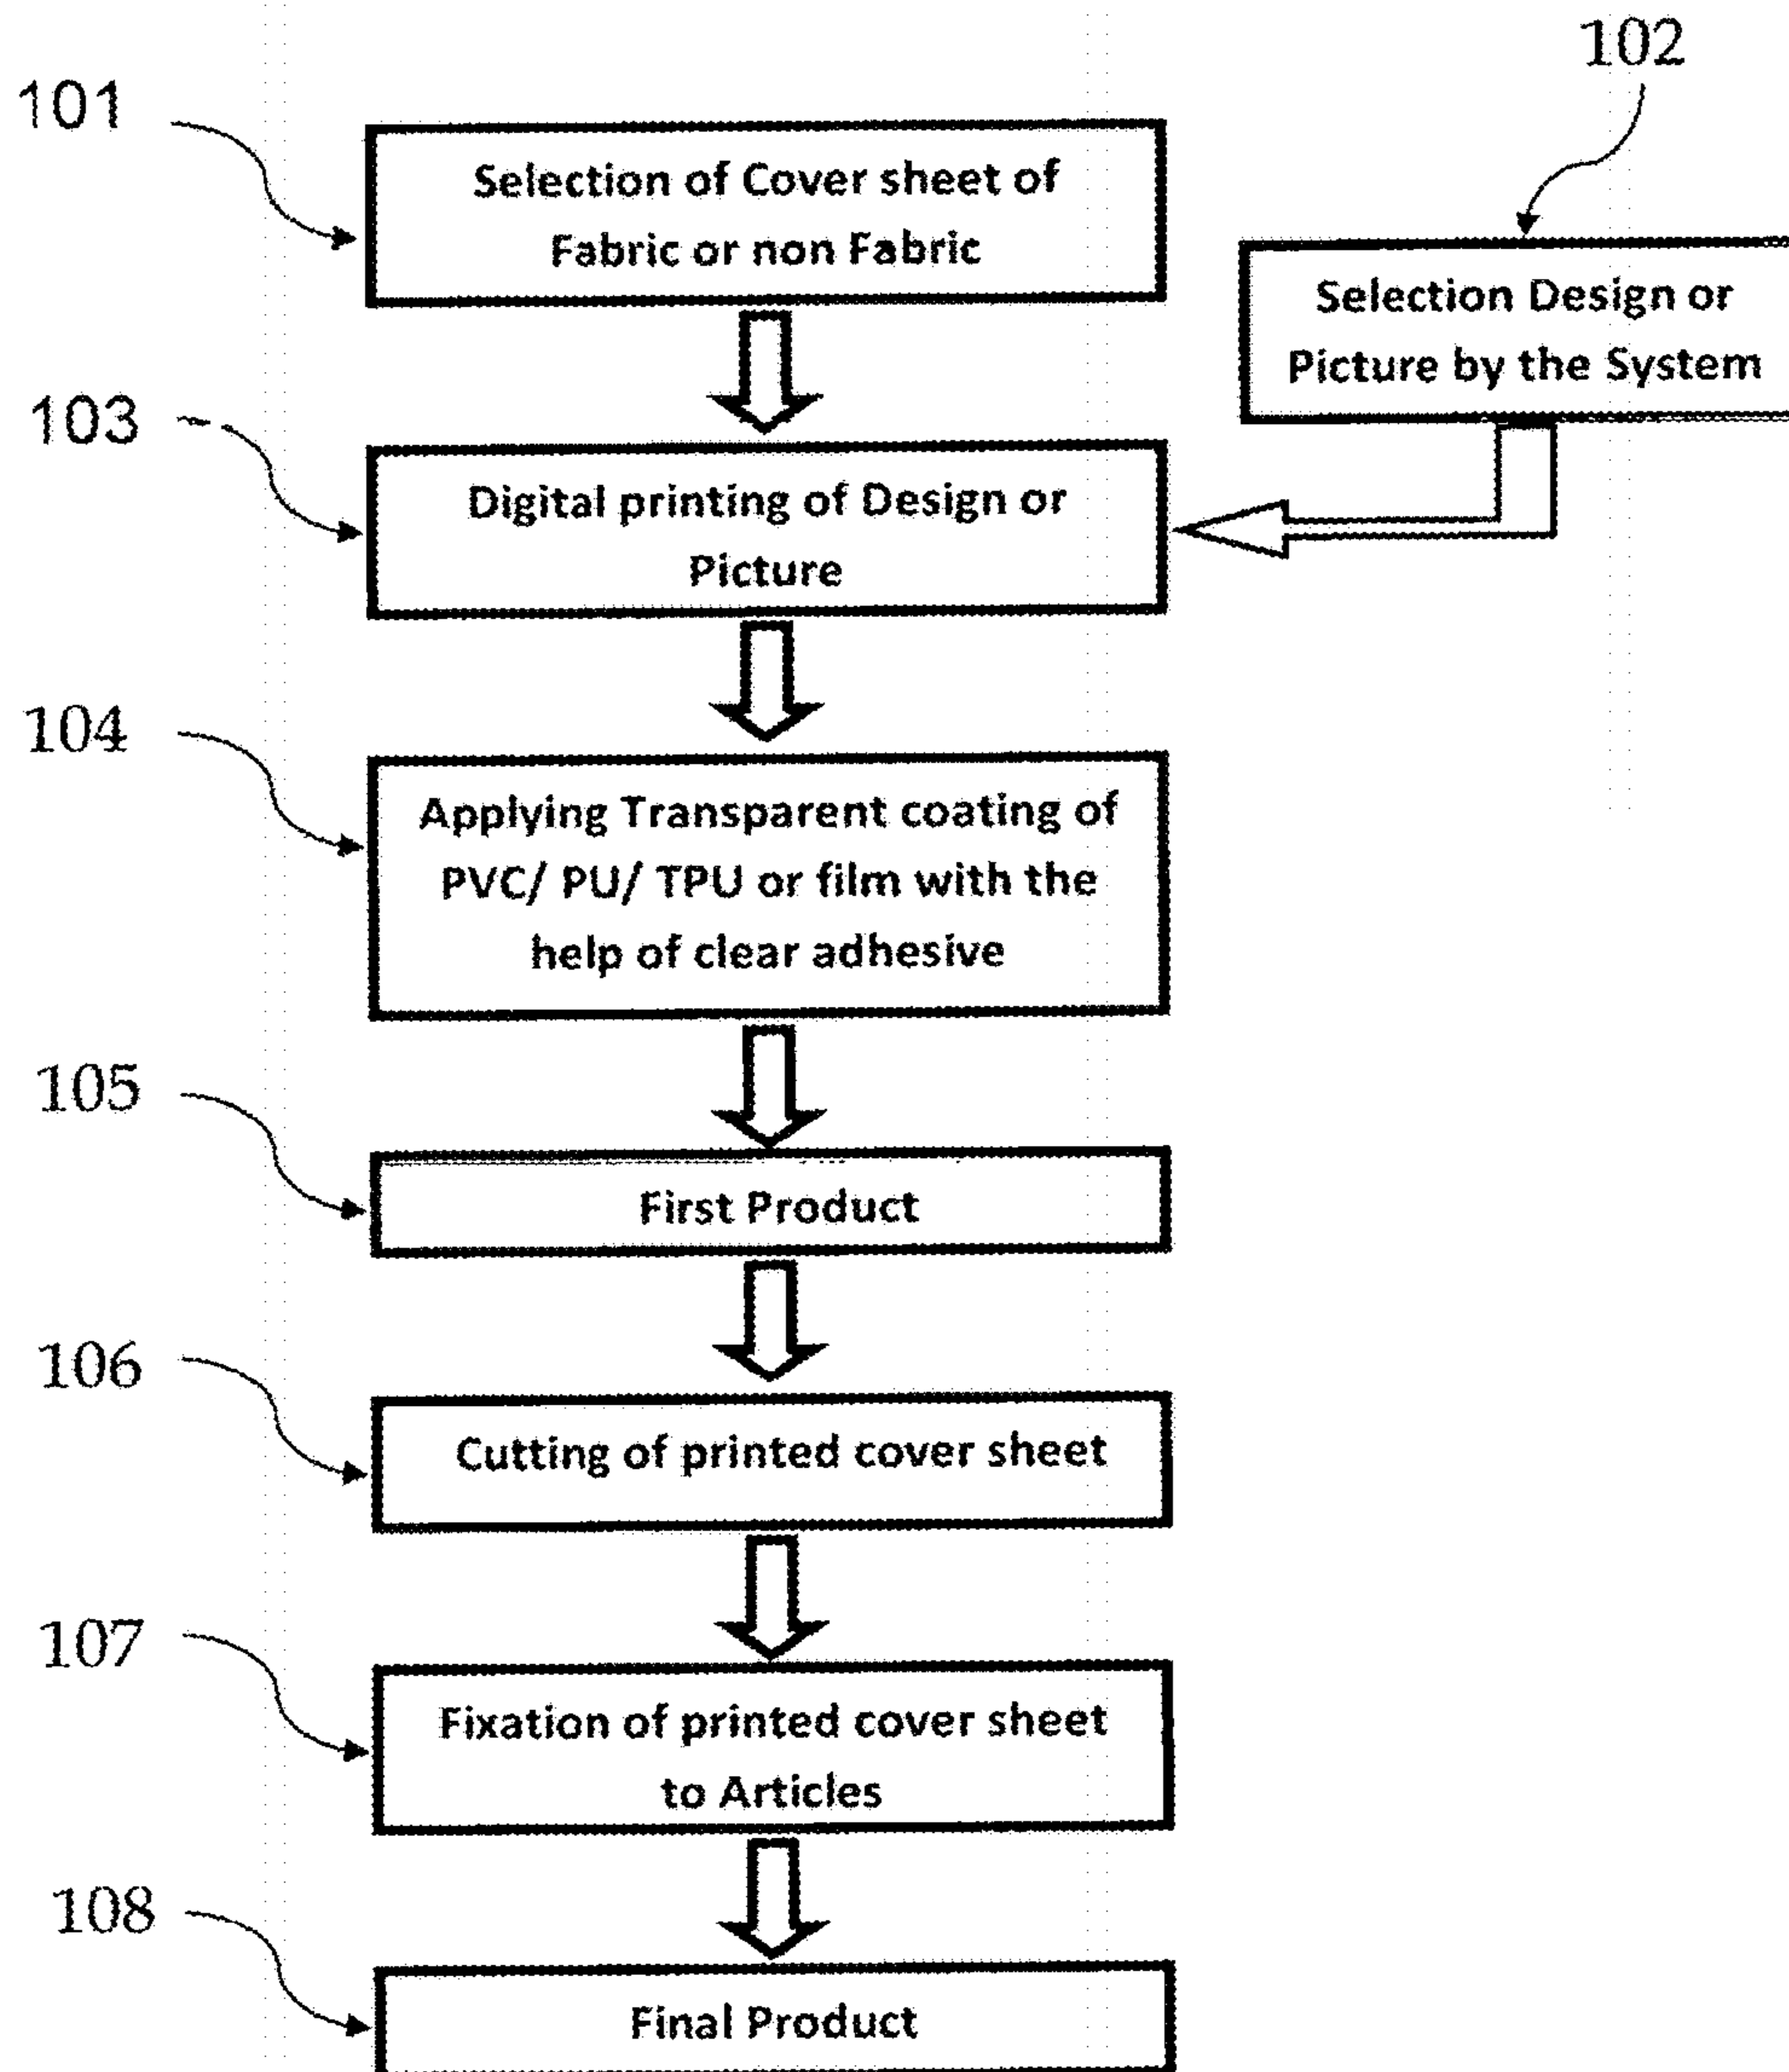 102
101
Selection of Cover sheet of
Fabric or non Fabric
Selection Design or
Picture by the System
103
Digital printing of Design or
Picture
104
Applying Transparent coating of
PVC/ PU/ TPU or film with the
help of clear adhesive
105
First Product
106
Cutting of printed cover sheet
107
Fixation of printed cover sheet
to Articles
108
Final Product